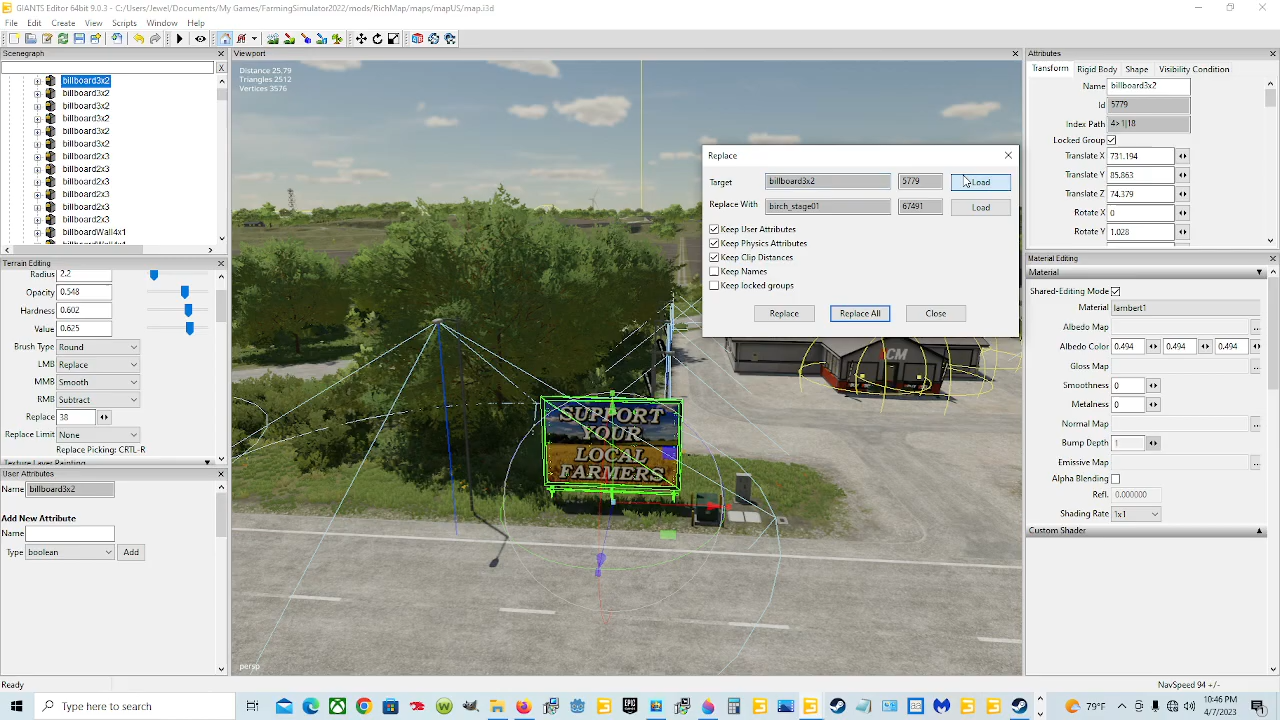 GIANTS Editor 64bit 9.0.3 - C:/Users/Jewel/Documents/My Games/FarmingSimulator2022/mods/RichMap/maps/mapUS/map.i3d
File Edit Create View Scripts Window Help
Scenegraph
X
billboard3x2
billboard3x2
billboard3x2
billboard3x2
billboard3x2
billboard3x2
billboard2x3
billboard2x3
billboard2x3
billboard2x3
billboard2x3
billboard2x3
billboardWall4x1
Terrain Editing
Radius 2.2
Opacity 0.548
Hardness 0.602
Value 0.625
Brush Type Round
LMB Replace
MMB Smooth
RMB Subtract
Replace 38
Replace Limit None
Replace Picking: CRTL-R
Texture Layer Painting
User Attributes
Name billboard3x2
Add New Attribute
Name
Type boolean Add
Ready
Viewport
Distance 25.79
Triangles 2512
Vertices 3576
SUPPORT
YOUR
LOCAL
FARMERS
CM
persp
Replace
Target billboard3x2 5779 Load
Replace With birch_stage01 67491 Load
Keep User Attributes
Keep Physics Attributes
Keep Clip Distances
Keep Names
Keep locked groups
Replace Replace All Close
Attributes
Transform Rigid Body Shape Visibility Condition
Name billboard3x2
Id 5779
Index Path 4>1|18
Locked Group
Translate X 731.194
Translate Y 85.863
Translate Z 74.379
Rotate X 0
Rotate Y 1.028
Material Editing
Material
Shared-Editing Mode
Material lambert1
Albedo Map ...
Albedo Color 0.494 0.494 0.494 ...
Gloss Map ...
Smoothness 0
Metalness 0
Normal Map ...
Bump Depth 1
Emissive Map ...
Alpha Blending
Refl. 0.000000
Shading Rate 1x1
Custom Shader
NavSpeed 94 +/-
Type here to search
79°F
10:46 PM
4/7/2023